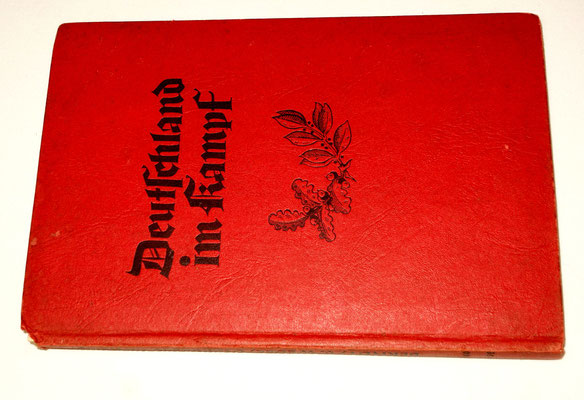 Deutschland
im Kampf